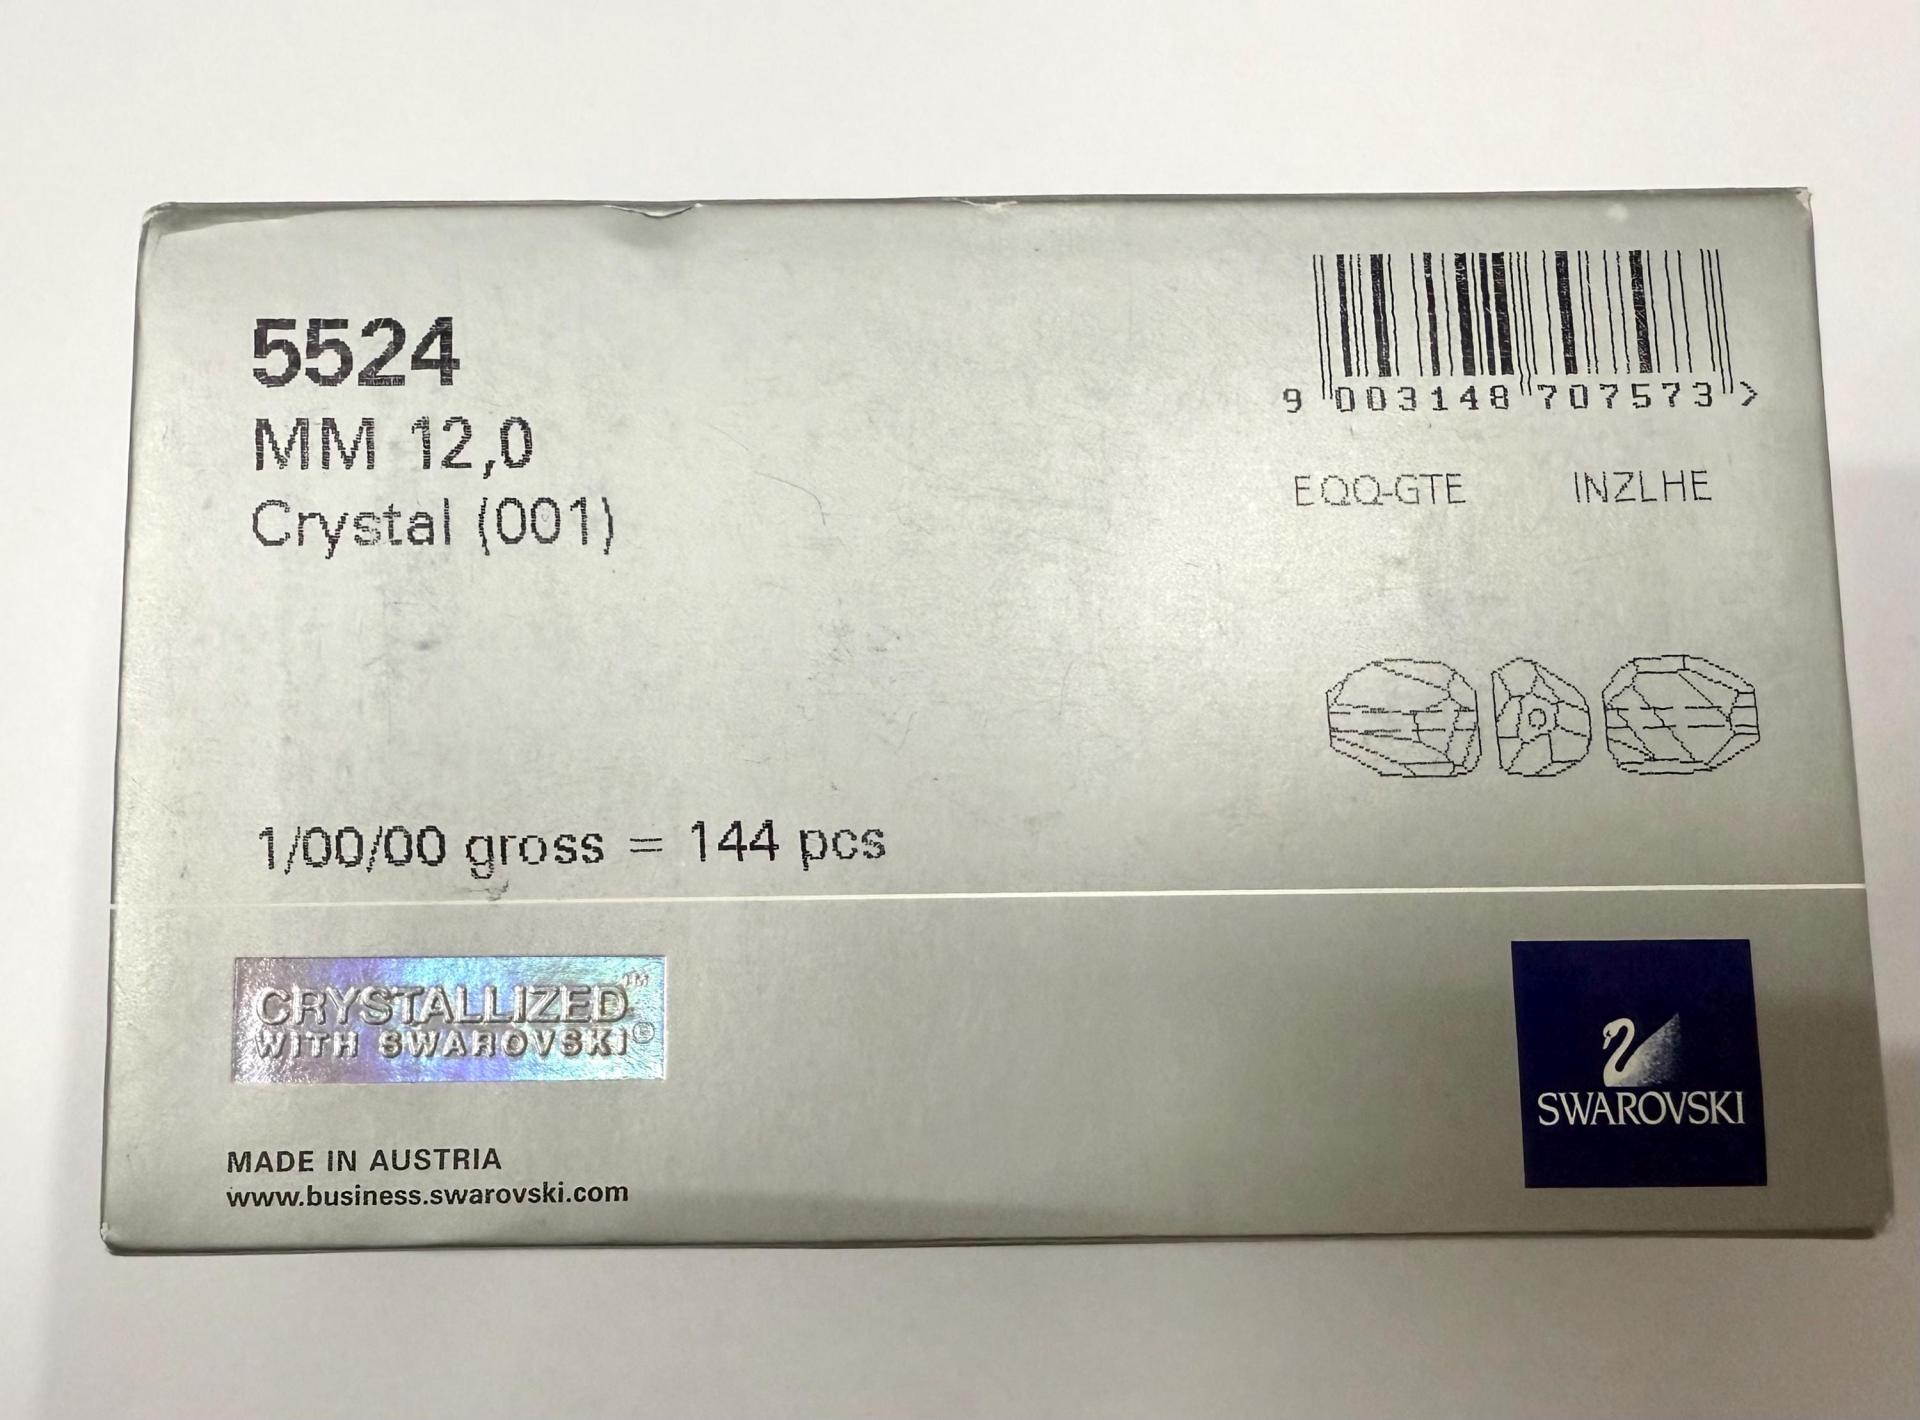 5524
MM 12,0
Crystal (001)
9 003148 707573 >
EQQ-GTE INZLHE
1/00/00 gross = 144 pcs
CRYSTALLIZED™
WITH SWAROVSKI®
MADE IN AUSTRIA
www.business.swarovski.com
SWAROVSKI